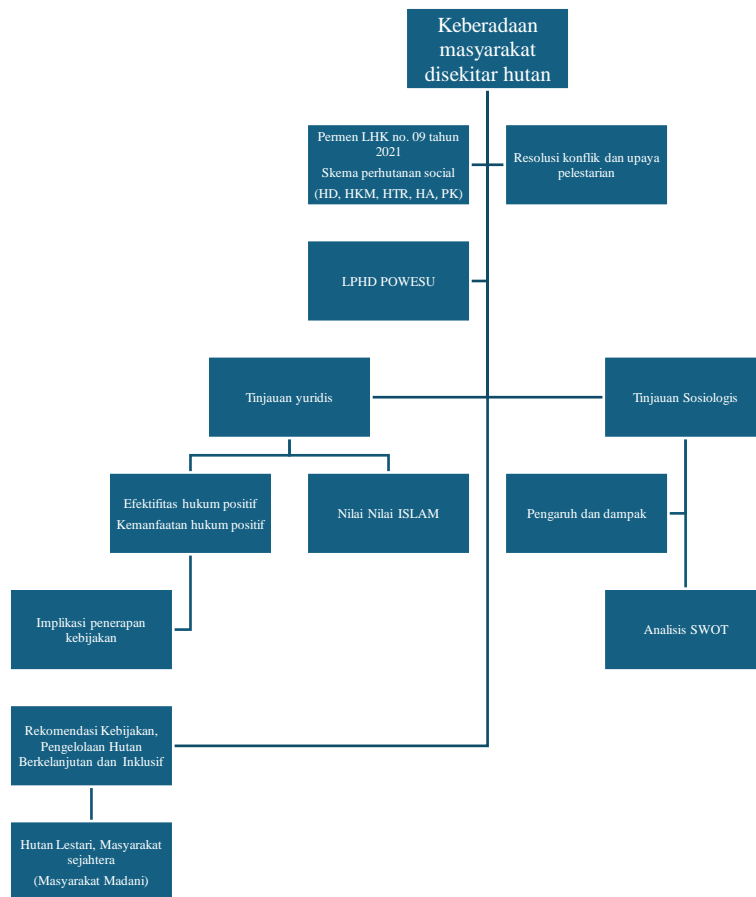 Keberadaan
masyarakat
disekitar hutan
Permen LHK no. 09 tahun
2021
Skema perhutanan social
(HD, HKM, HTR, HA, PK)
Resolusi konflik dan upaya
pelestarian
LPHD POWESU
Tinjauan yuridis
Tinjauan Sosiologis
Efektifitas hukum positif
Kemanfaatan hukum positif
Nilai Nilai ISLAM
Pengaruh dan dampak
Implikasi penerapan
kebijakan
Analisis SWOT
Rekomendasi Kebijakan,
Pengelolaan Hutan
Berkelanjutan dan Inklusif
Hutan Lestari, Masyarakat
sejahtera
(Masyarakat Madani)